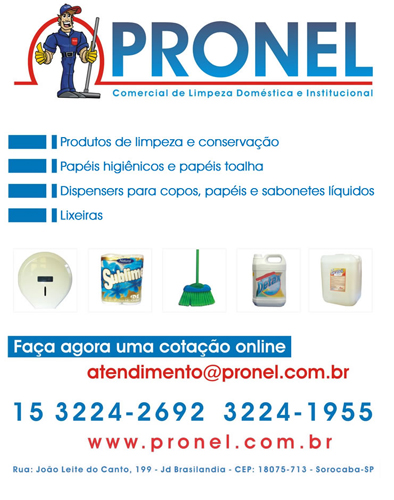 PRONEL
Comercial de Limpeza Doméstica e Institucional
Produtos de limpeza e conservação
Papéis higiênicos e papéis toalha
Dispensers para copos, papéis e sabonetes líquidos
Lixeiras
Sublime
Faça agora uma cotação online
atendimento@pronel.com.br
15 3224-2692 3224-1955
www.pronel.com.br
Rua: João Leite do Canto, 199 - Jd Brasilandia - CEP: 18075-713 - Sorocaba-SP